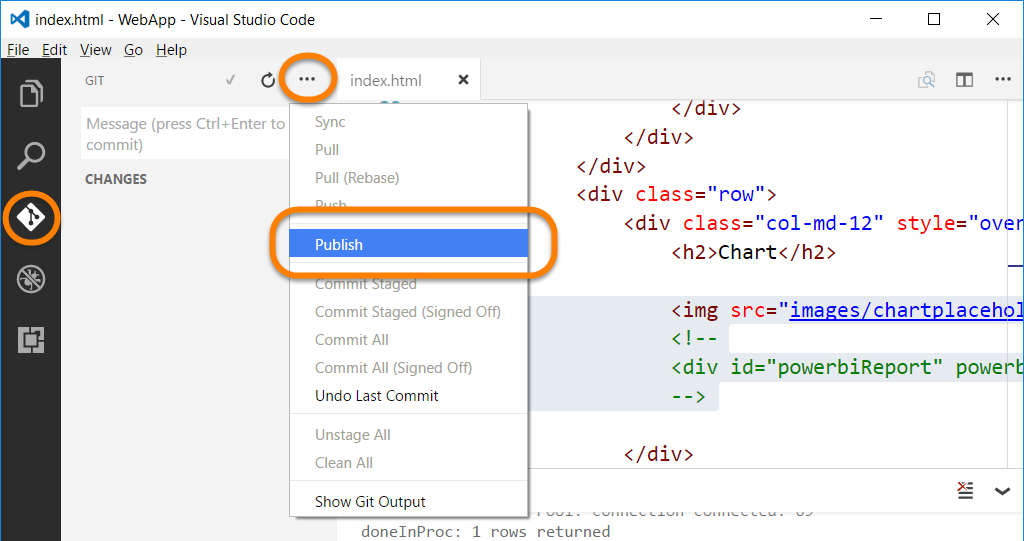 index.html - WebApp - Visual Studio Code
File Edit View Go Help
GIT
index.html
Message (press Ctrl+Enter to
commit)
CHANGES
Sync
Pull
Pull (Rebase)
Push
Publish
Commit Staged
Commit Staged (Signed Off)
Commit All
Commit All (Signed Off)
Undo Last Commit
Unstage All
Clean All
Show Git Output
</div>
</div>
</div>
<div class="row">
<div class="col-md-12" style="over
<h2>Chart</h2>
<img src="images/chartplacehol
<!--
<div id="powerbiReport" powerb
-->
</div>
connection connected:
doneInProc: 1 rows returned